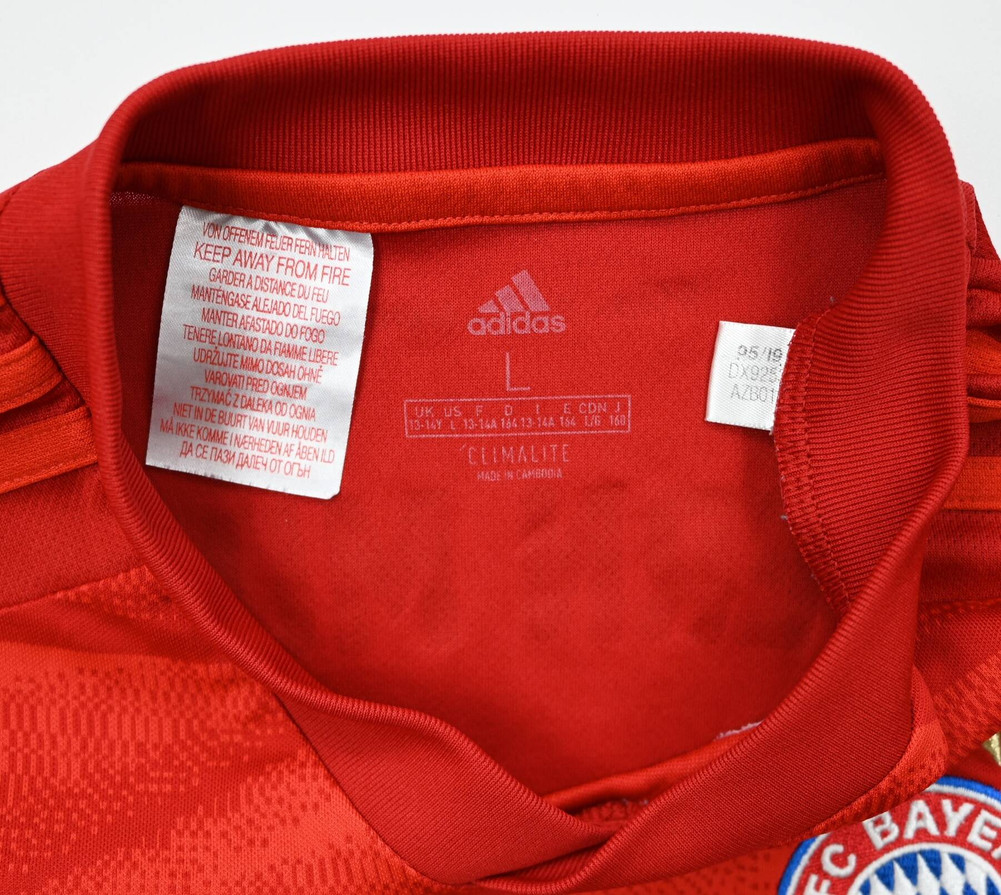 VON OFFENEM FEUER FERN HALTEN
KEEP AWAY FROM FIRE
GARDER A DISTANCE DU FEU
MANTÉNGASE ALEJADO DEL FUEGO
MANTER AFASTADO DO FOGO
TENERE LONTANO DA FIAMME LIBERE
UDRŽUJTE MIMO DOSAH OHNĚ
VAROVATI PRED OGNJEM
TRZYMAĆ Z DALEKA OD OGNIA
NIET IN DE BUURT VAN VUUR HOUDEN
MÅ IKKE KOMME I NÆRHEDEN AF ÅBEN ILD
ДА СЕ ПАЗИ ДАЛЕЧ ОТ ОГЪН
adidas
L
UK US F D I E CDN J
13-14Y L 13-14A 164 13-14A 164 L/G 160
CLIMALITE
MADE IN CAMBODIA
95/19
DX925
AZB01
FC BAYE